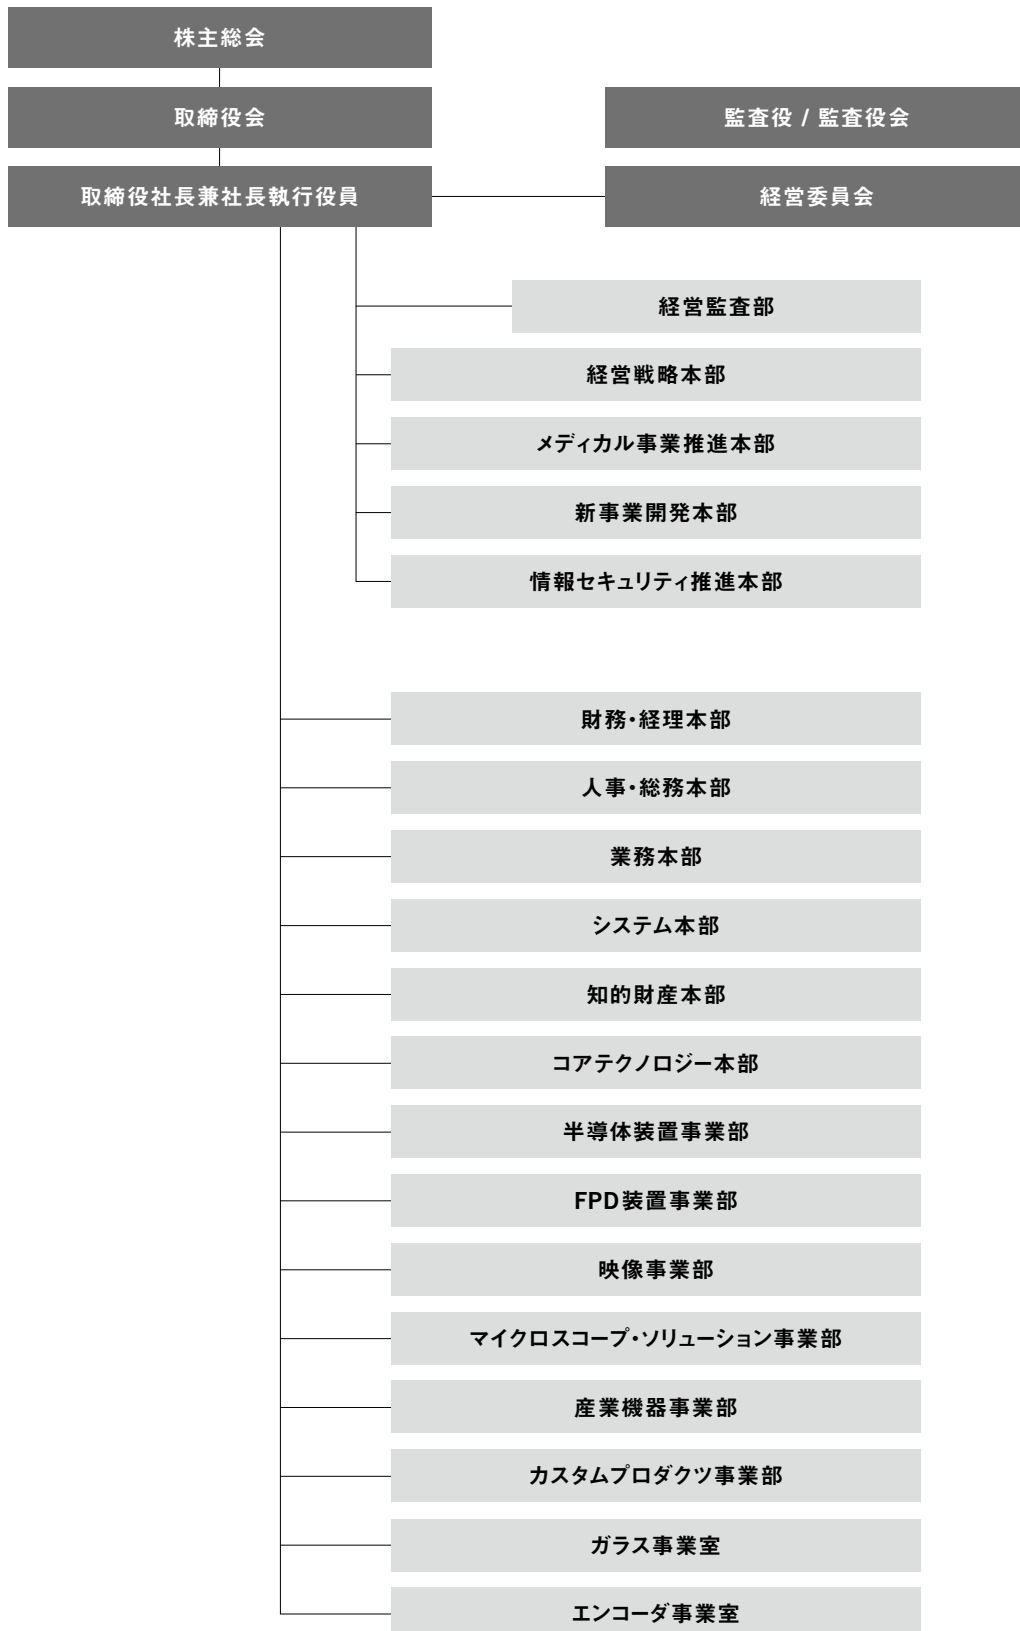 株主総会
取締役会
監査役 / 監査役会
取締役社長兼社長執行役員
経営委員会
経営監査部
経営戦略本部
メディカル事業推進本部
新事業開発本部
情報セキュリティ推進本部
財務・経理本部
人事・総務本部
業務本部
システム本部
知的財産本部
コアテクノロジー本部
半導体装置事業部
FPD装置事業部
映像事業部
マイクロスコープ・ソリューション事業部
産業機器事業部
カスタムプロダクツ事業部
ガラス事業室
エンコーダ事業室